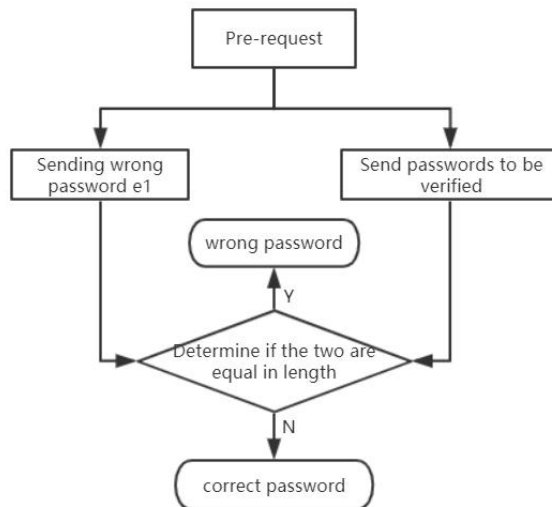 Pre-request
Sending wrong
password e1
Send passwords to be
verified
wrong password
Y
Determine if the two are
equal in length
N
correct password